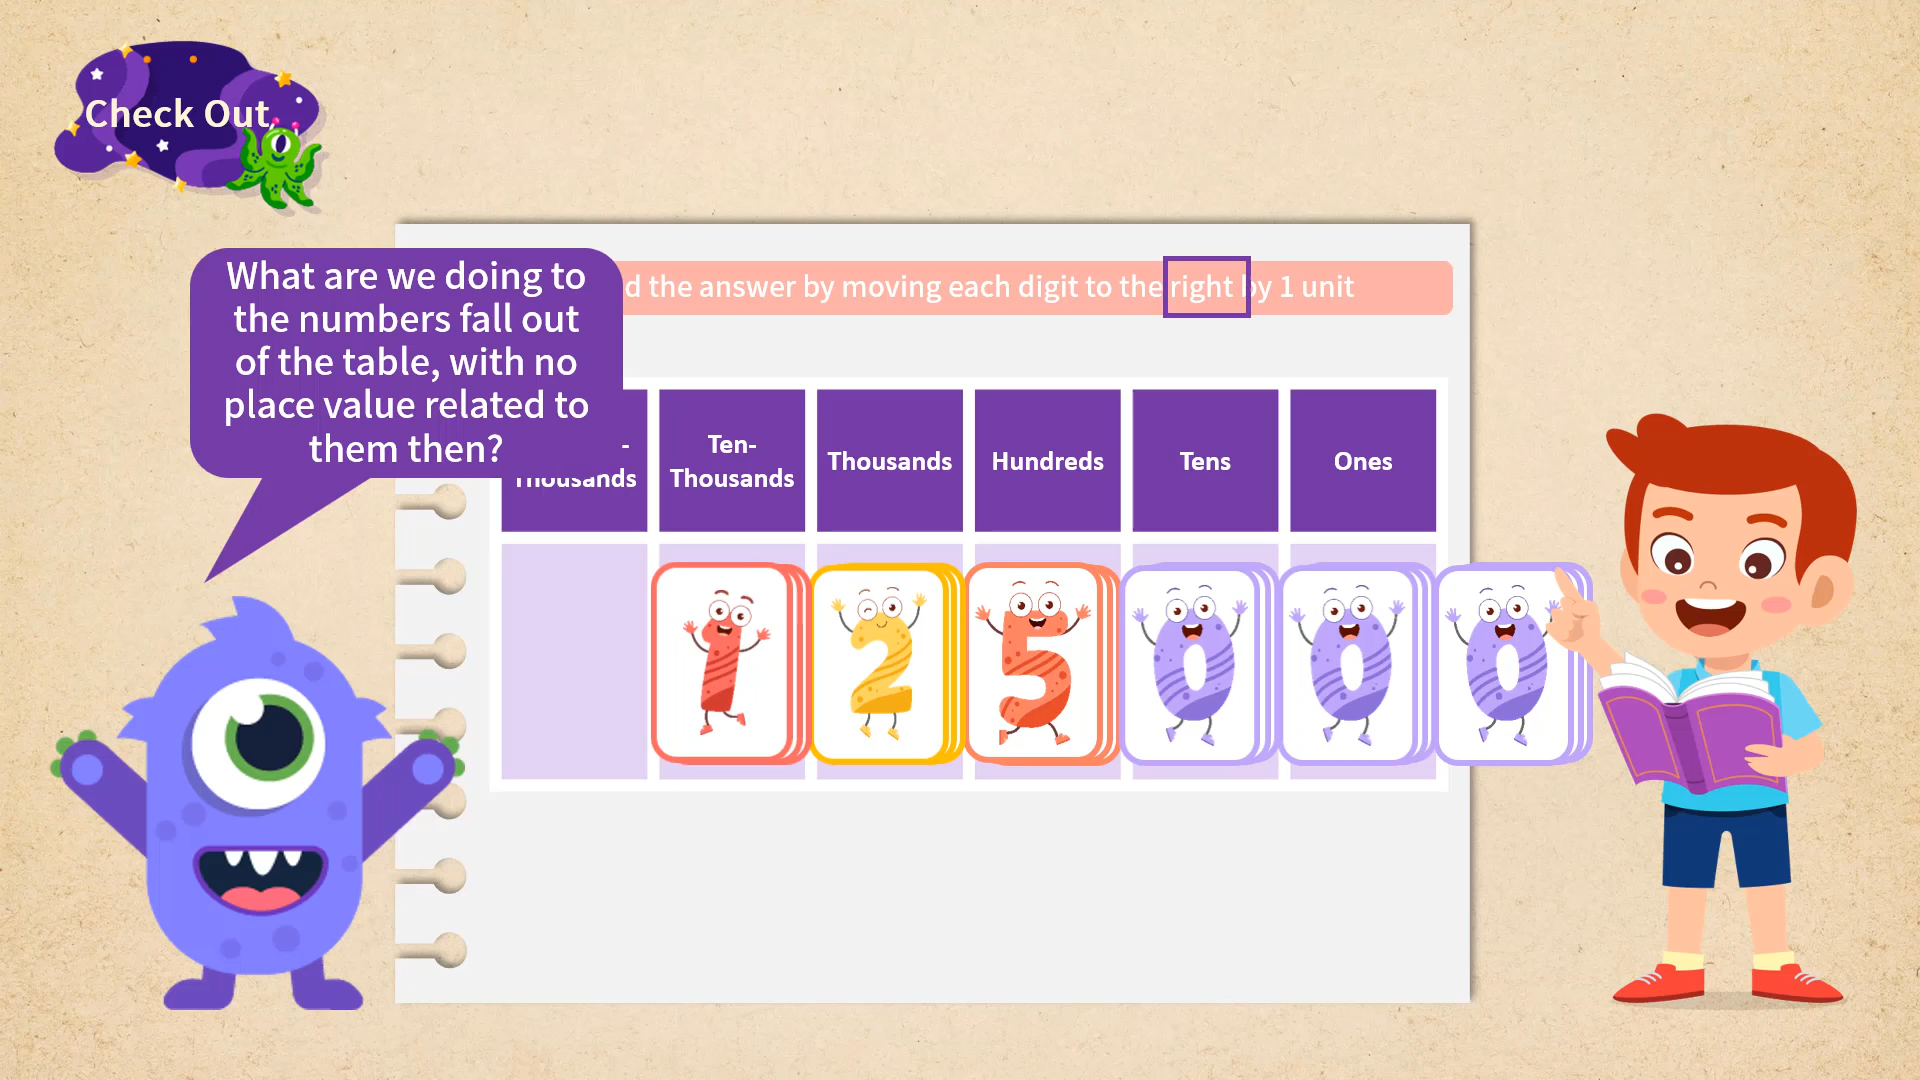 Check Out
What are we doing to
the numbers fall out
of the table, with no
place value related to
them then?
d the answer by moving each digit to the right by 1 unit
-
Thousands
Ten-
Thousands
Thousands
Hundreds
Tens
Ones
1 2 5 0 0 0